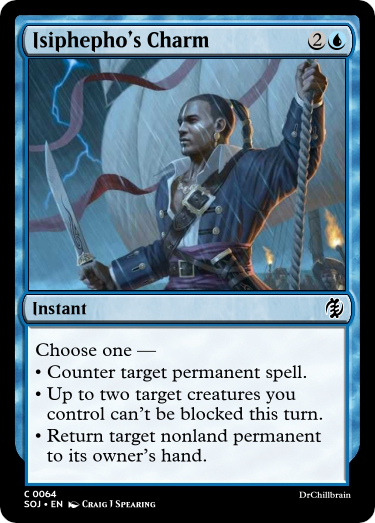 Isiphepho's Charm 2
Instant
Choose one —
• Counter target permanent spell.
• Up to two target creatures you
control can't be blocked this turn.
• Return target nonland permanent
to its owner's hand.
C 0064
SOJ • EN Craig J Spearing
DrChillbrain